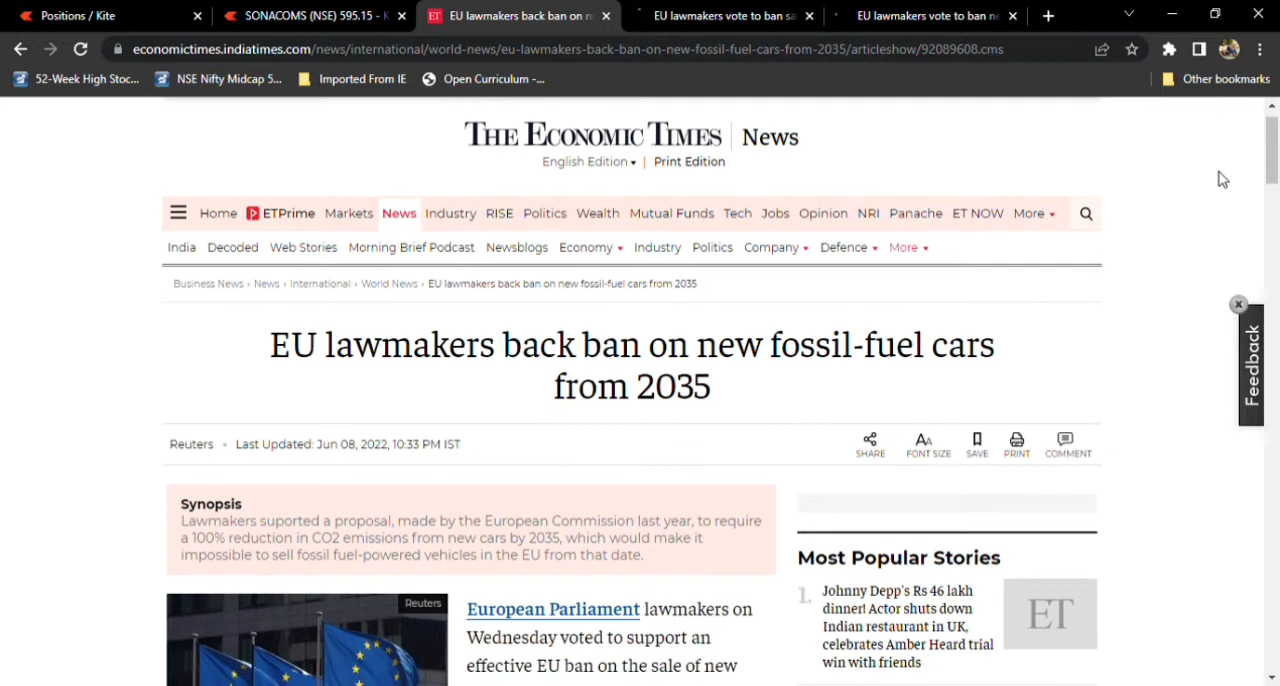 Positions / Kite
SONACOMS (NSE) 595.15 - K
EU lawmakers back ban on n
EU lawmakers vote to ban sa
EU lawmakers vote to ban ne
economictimes.indiatimes.com/news/international/world-news/eu-lawmakers-back-ban-on-new-fossil-fuel-cars-from-2035/articleshow/92089608.cms
52-Week High Stoc... NSE Nifty Midcap 5... Imported From IE Open Curriculum -... Other bookmarks
THE ECONOMIC TIMES | News
English Edition ▾ | Print Edition
Home ETPrime Markets News Industry RISE Politics Wealth Mutual Funds Tech Jobs Opinion NRI Panache ET NOW More ▾
India Decoded Web Stories Morning Brief Podcast Newsblogs Economy ▾ Industry Politics Company ▾ Defence ▾ More ▾
Business News › News › International › World News › EU lawmakers back ban on new fossil-fuel cars from 2035
EU lawmakers back ban on new fossil-fuel cars
from 2035
Reuters • Last Updated: Jun 08, 2022, 10:33 PM IST
SHARE FONT SIZE SAVE PRINT COMMENT
Feedback
Synopsis
Lawmakers suported a proposal, made by the European Commission last year, to require
a 100% reduction in CO2 emissions from new cars by 2035, which would make it
impossible to sell fossil fuel-powered vehicles in the EU from that date.
Reuters
European Parliament lawmakers on
Wednesday voted to support an
effective EU ban on the sale of new
Most Popular Stories
1. Johnny Depp's Rs 46 lakh
dinner! Actor shuts down
Indian restaurant in UK,
celebrates Amber Heard trial
win with friends
ET